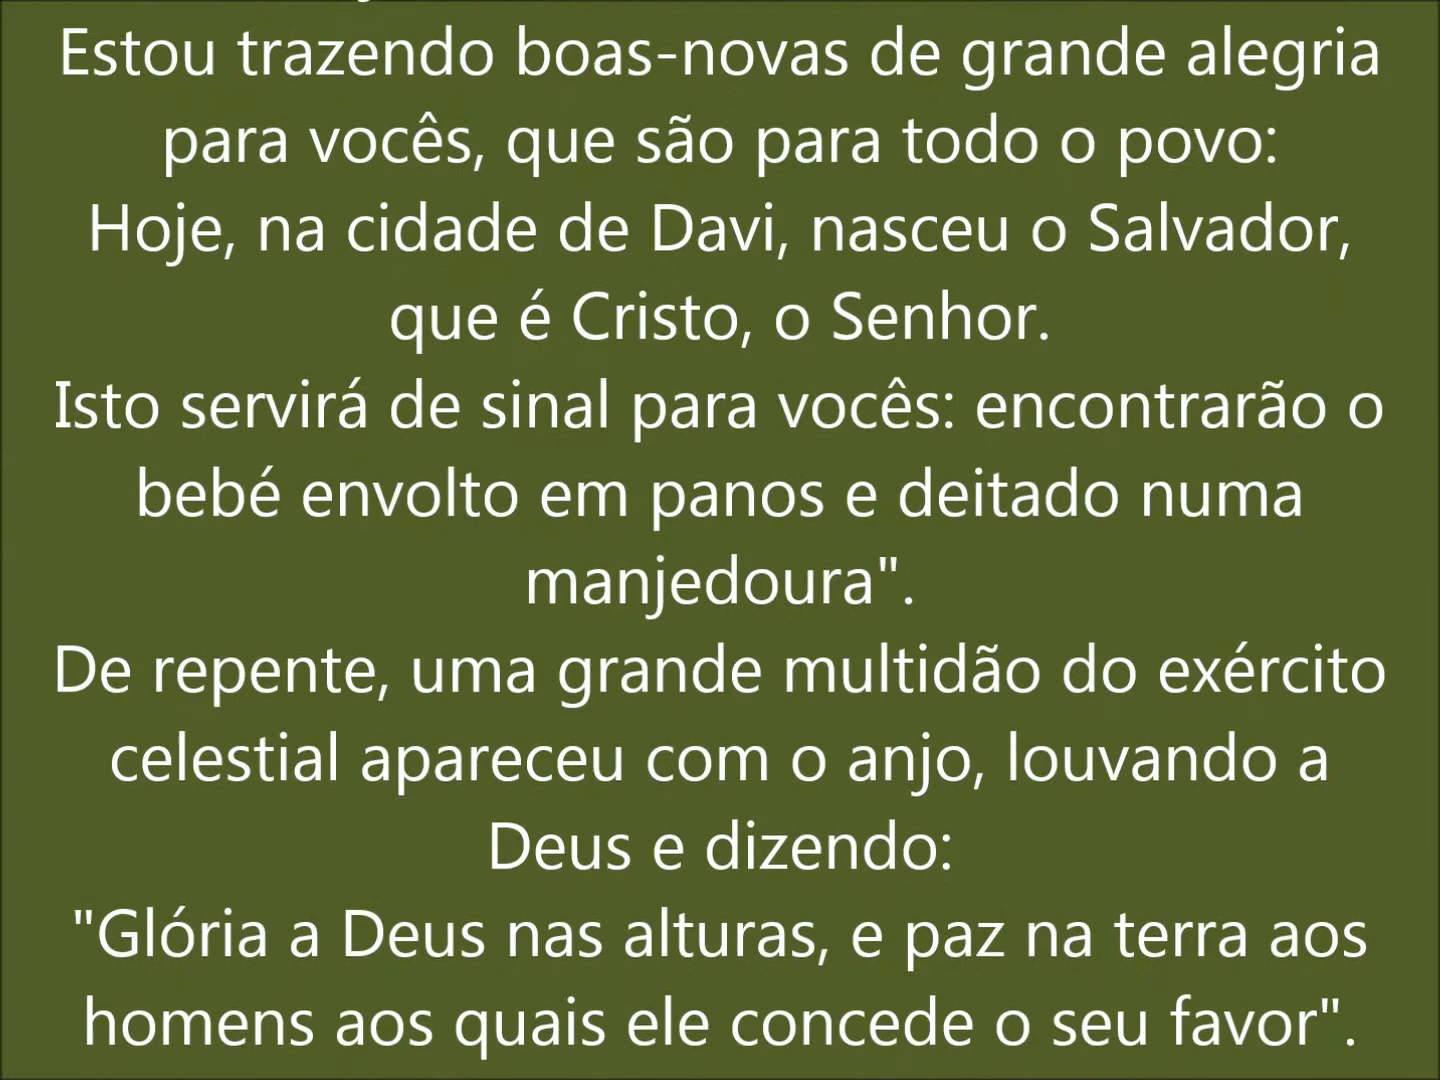 Estou trazendo boas-novas de grande alegria
para vocês, que são para todo o povo:
Hoje, na cidade de Davi, nasceu o Salvador,
que é Cristo, o Senhor.
Isto servirá de sinal para vocês: encontrarão o
bebé envolto em panos e deitado numa
manjedoura".
De repente, uma grande multidão do exército
celestial apareceu com o anjo, louvando a
Deus e dizendo:
"Glória a Deus nas alturas, e paz na terra aos
homens aos quais ele concede o seu favor".